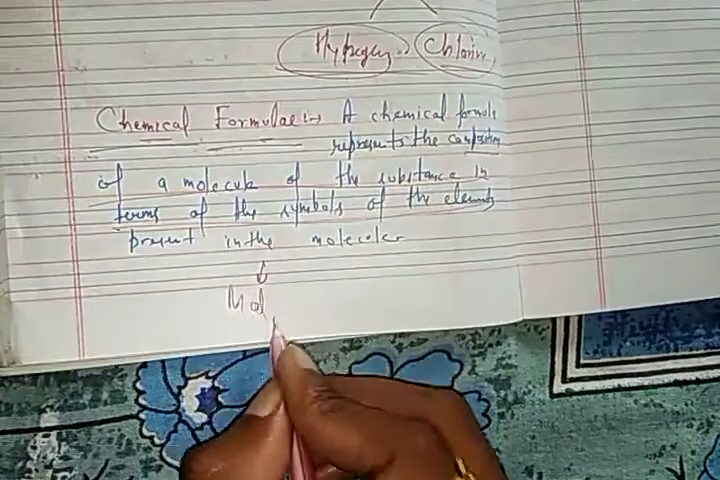 Hydrogen Chlorine
Chemical Formulae :→ A chemical formula
represents the composition
of a molecule of the substance in
terms of the symbols of the elements
present in the molecule
Mol